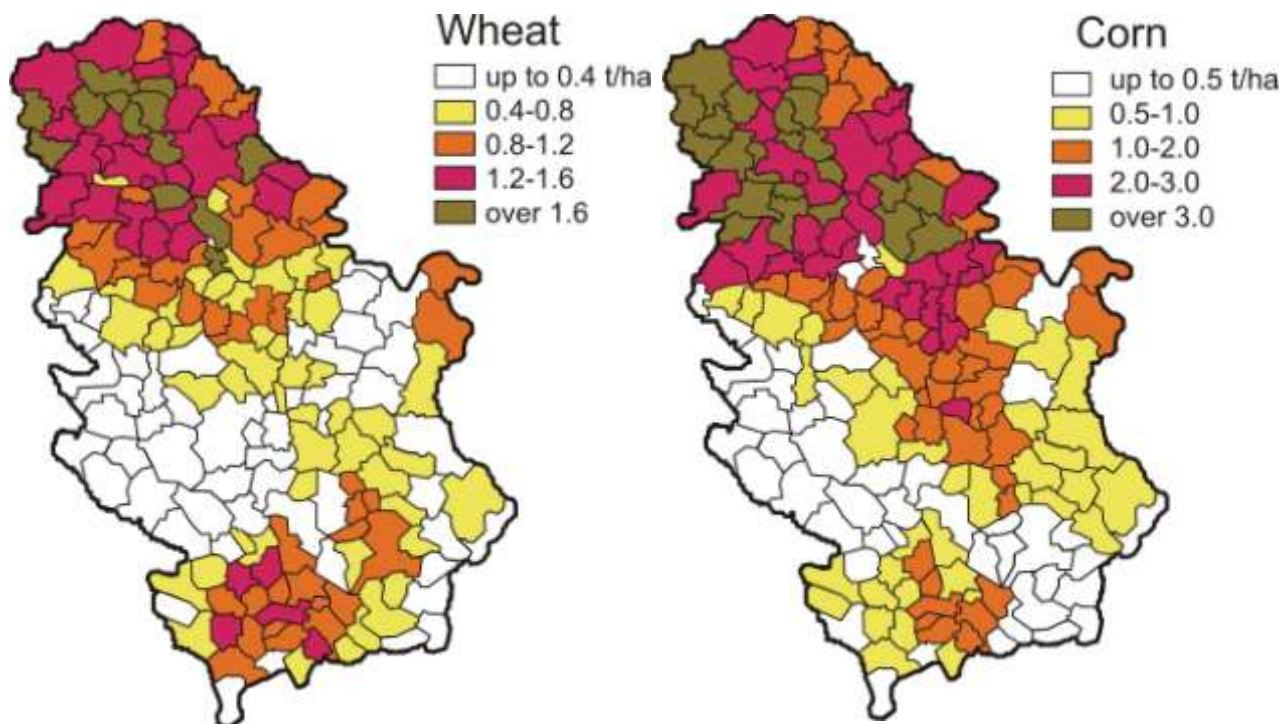 Wheat
up to 0.4 t/ha
0.4-0.8
0.8-1.2
1.2-1.6
over 1.6
Corn
up to 0.5 t/ha
0.5-1.0
1.0-2.0
2.0-3.0
over 3.0